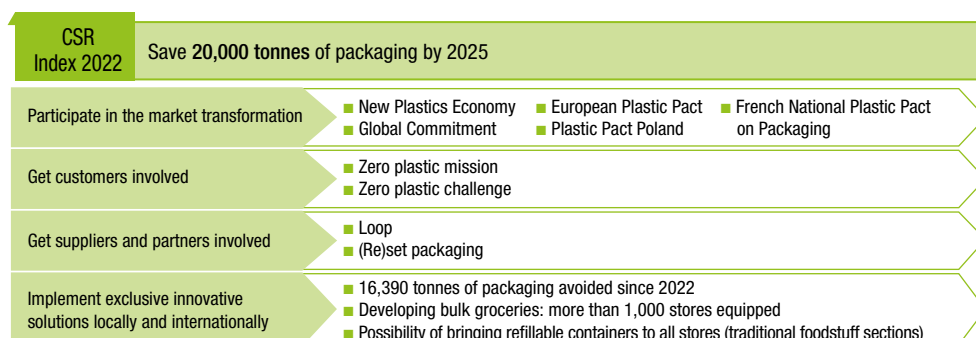 CSR
Index 2022
Save 20,000 tonnes of packaging by 2025
Participate in the market transformation
■ New Plastics Economy
■ Global Commitment
■ European Plastic Pact
■ Plastic Pact Poland
■ French National Plastic Pact
on Packaging
Get customers involved
■ Zero plastic mission
■ Zero plastic challenge
Get suppliers and partners involved
■ Loop
■ (Re)set packaging
Implement exclusive innovative
solutions locally and internationally
■ 16,390 tonnes of packaging avoided since 2022
■ Developing bulk groceries: more than 1,000 stores equipped
■ Possibility of bringing refillable containers to all stores (traditional foodstuff sections)